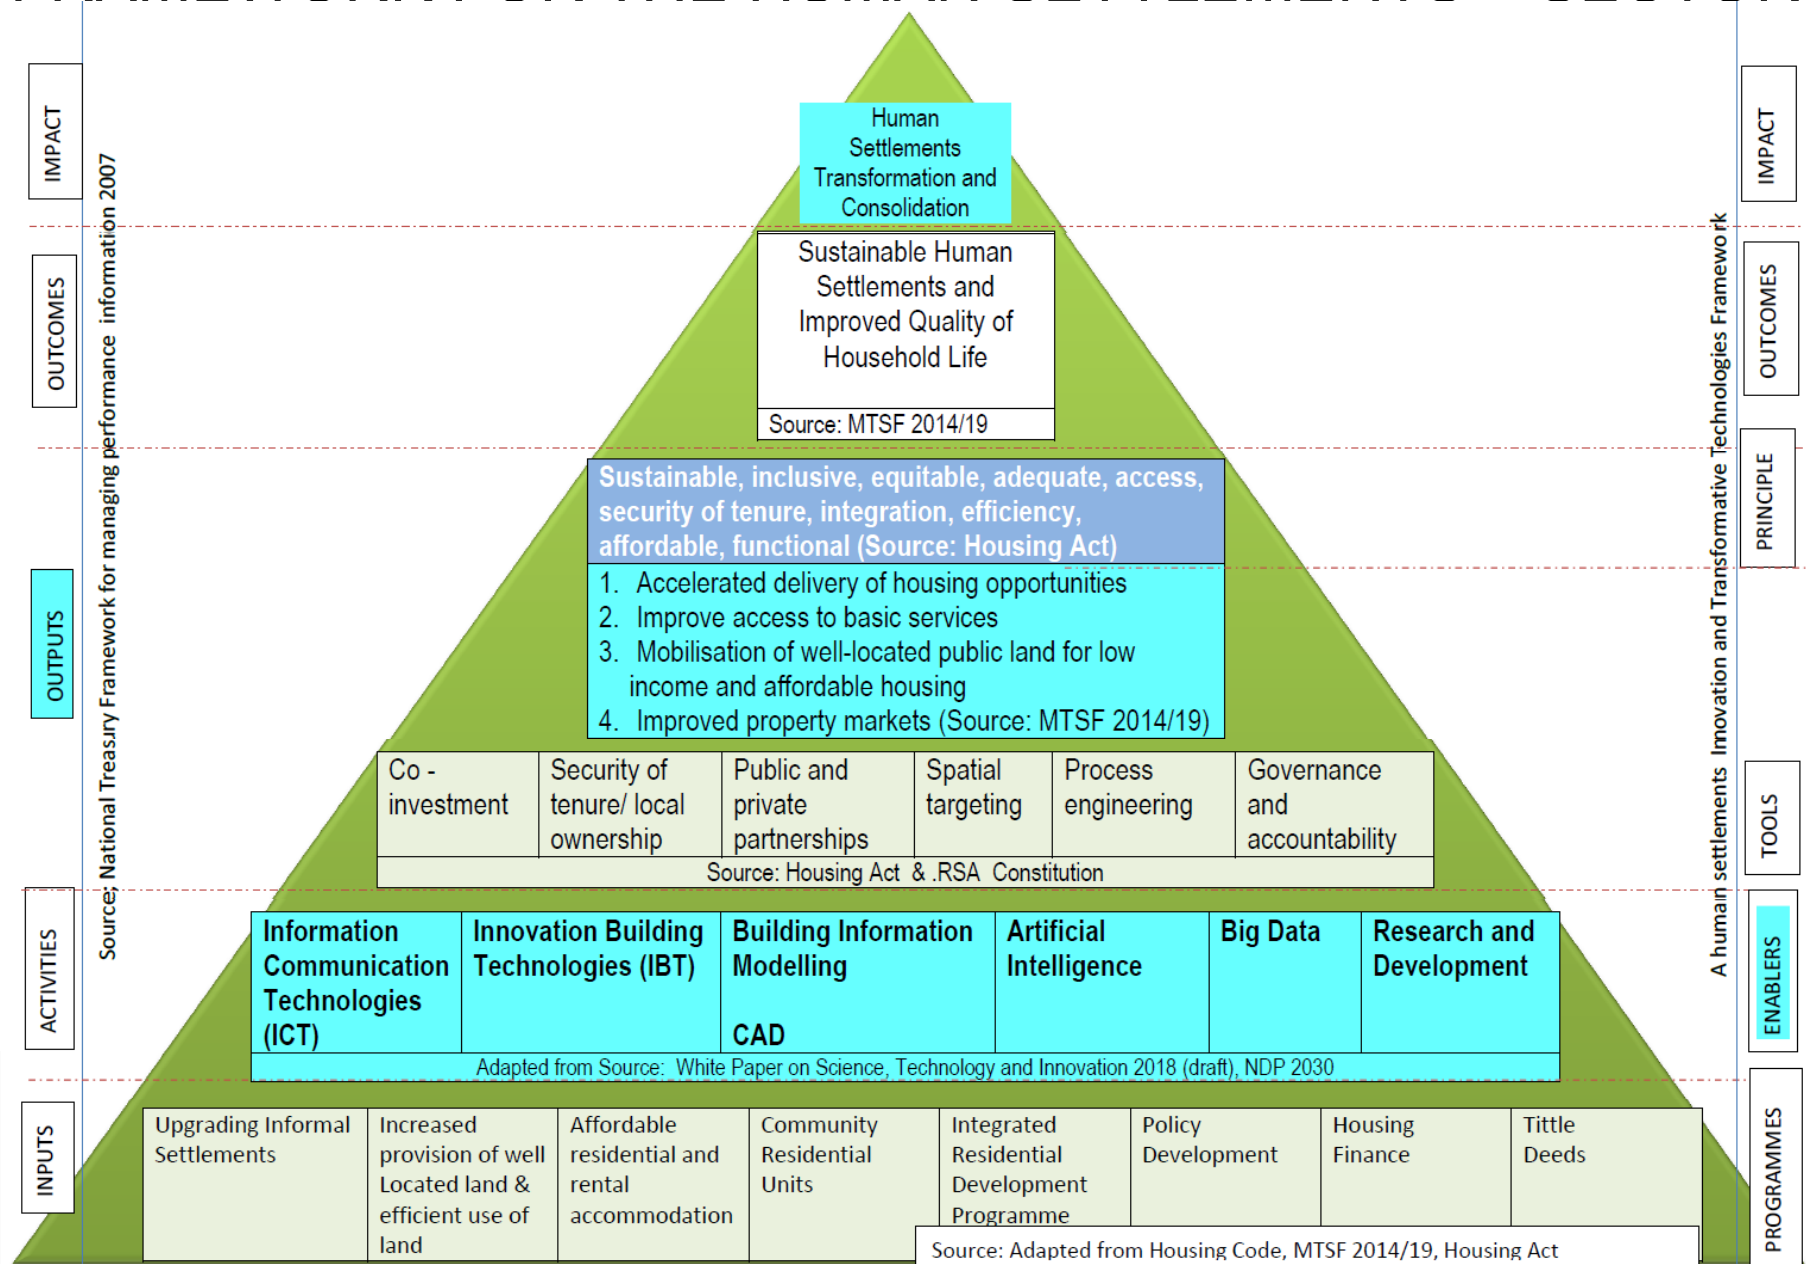 IMPACT
OUTCOMES
OUTPUTS
ACTIVITIES
INPUTS
Source; National Treasury Framework for managing performance information 2007
Human
Settlements
Transformation and
Consolidation
Sustainable Human
Settlements and
Improved Quality of
Household Life
Source: MTSF 2014/19
Sustainable, inclusive, equitable, adequate, access,
security of tenure, integration, efficiency,
affordable, functional (Source: Housing Act)
1. Accelerated delivery of housing opportunities
2. Improve access to basic services
3. Mobilisation of well-located public land for low
income and affordable housing
4. Improved property markets (Source: MTSF 2014/19)
Co -
investment
Security of
tenure/ local
ownership
Public and
private
partnerships
Spatial
targeting
Process
engineering
Governance
and
accountability
Source: Housing Act & .RSA Constitution
Information
Communication
Technologies
(ICT)
Innovation Building
Technologies (IBT)
Building Information
Modelling
CAD
Artificial
Intelligence
Big Data
Research and
Development
Adapted from Source: White Paper on Science, Technology and Innovation 2018 (draft), NDP 2030
Upgrading Informal
Settlements
Increased
provision of well
Located land &
efficient use of
land
Affordable
residential and
rental
accommodation
Community
Residential
Units
Integrated
Residential
Development
Programme
Policy
Development
Housing
Finance
Tittle
Deeds
Source: Adapted from Housing Code, MTSF 2014/19, Housing Act
A human settlements Innovation and Transformative Technologies Framework
IMPACT
OUTCOMES
PRINCIPLE
TOOLS
ENABLERS
PROGRAMMES